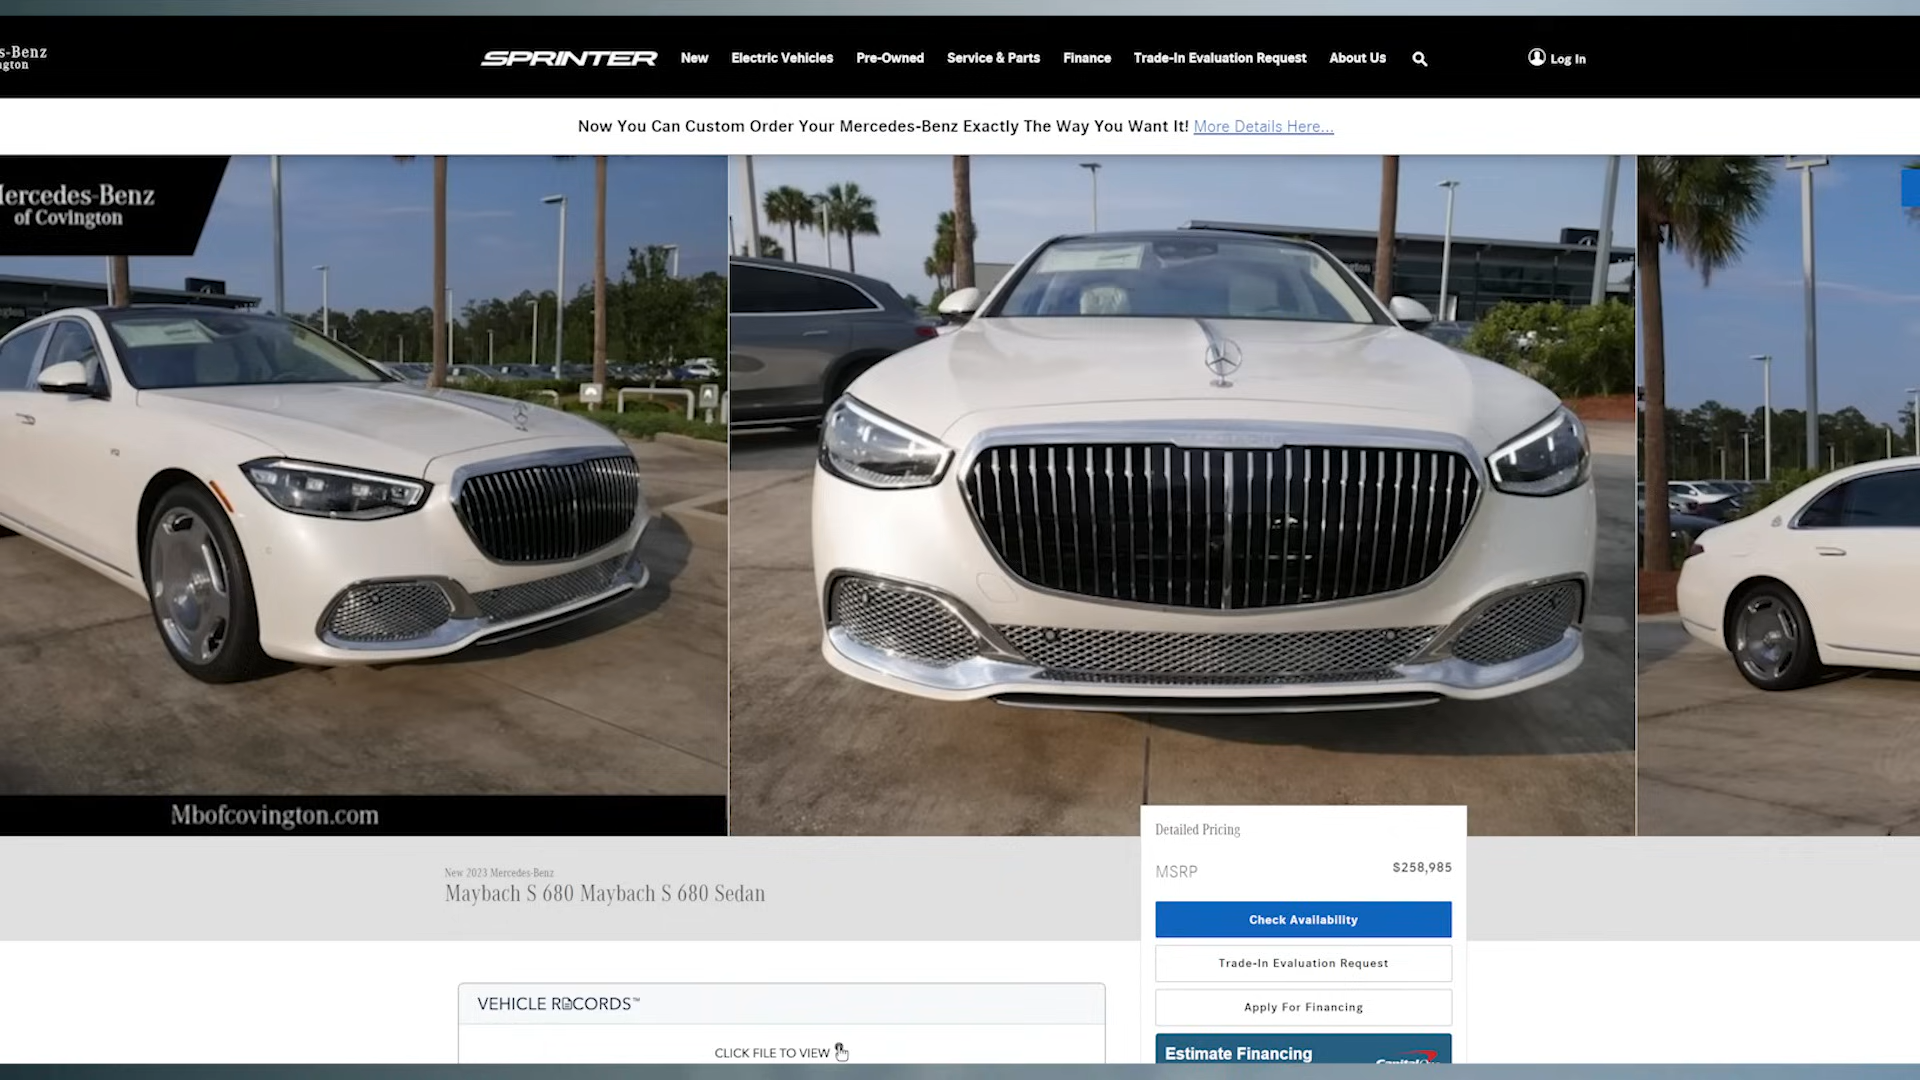 s-Benz
ngton
SPRINTER New Electric Vehicles Pre-Owned Service & Parts Finance Trade-In Evaluation Request About Us Log In
Now You Can Custom Order Your Mercedes-Benz Exactly The Way You Want It! More Details Here...
ercedes-Benz
of Covington
Mbofcovington.com
Detailed Pricing
MSRP $258,985
New 2023 Mercedes-Benz
Maybach S 680 Maybach S 680 Sedan
Check Availability
Trade-In Evaluation Request
Apply For Financing
VEHICLE RECORDS™
CLICK FILE TO VIEW
Estimate Financing